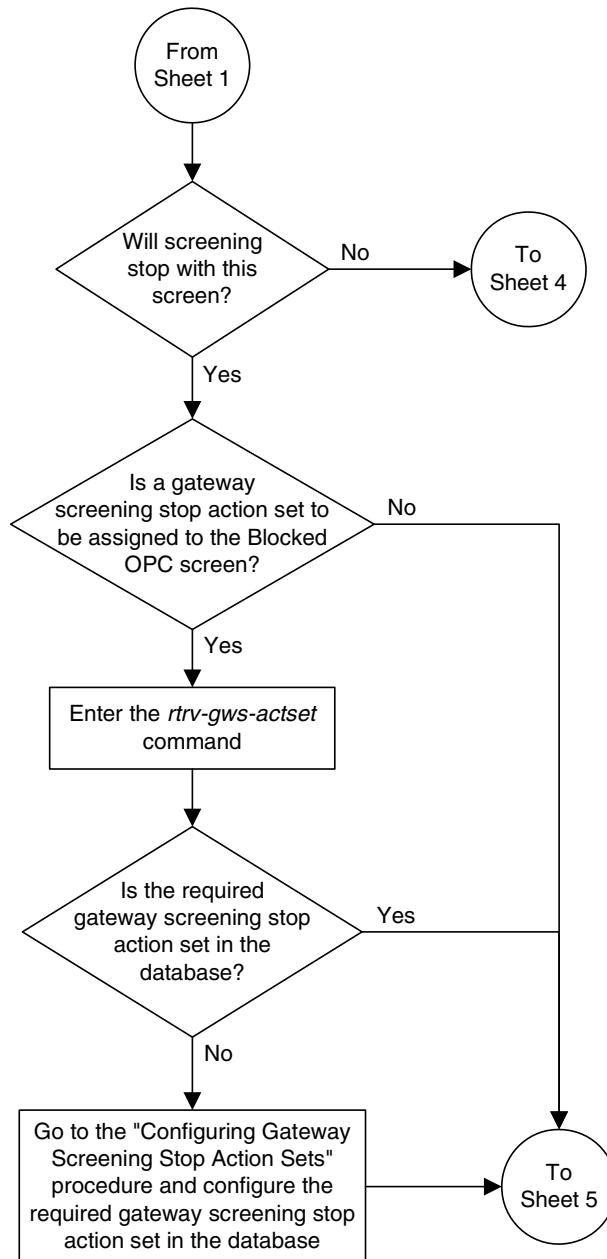 From
Sheet 1
Will screening
stop with this
screen?
No
To
Sheet 4
Yes
Is a gateway
screening stop action set to
be assigned to the Blocked
OPC screen?
No
Yes
Enter the rtrv-gws-actset
command
Is the required
gateway screening stop
action set in the
database?
Yes
No
Go to the "Configuring Gateway
Screening Stop Action Sets"
procedure and configure the
required gateway screening stop
action set in the database
To
Sheet 5